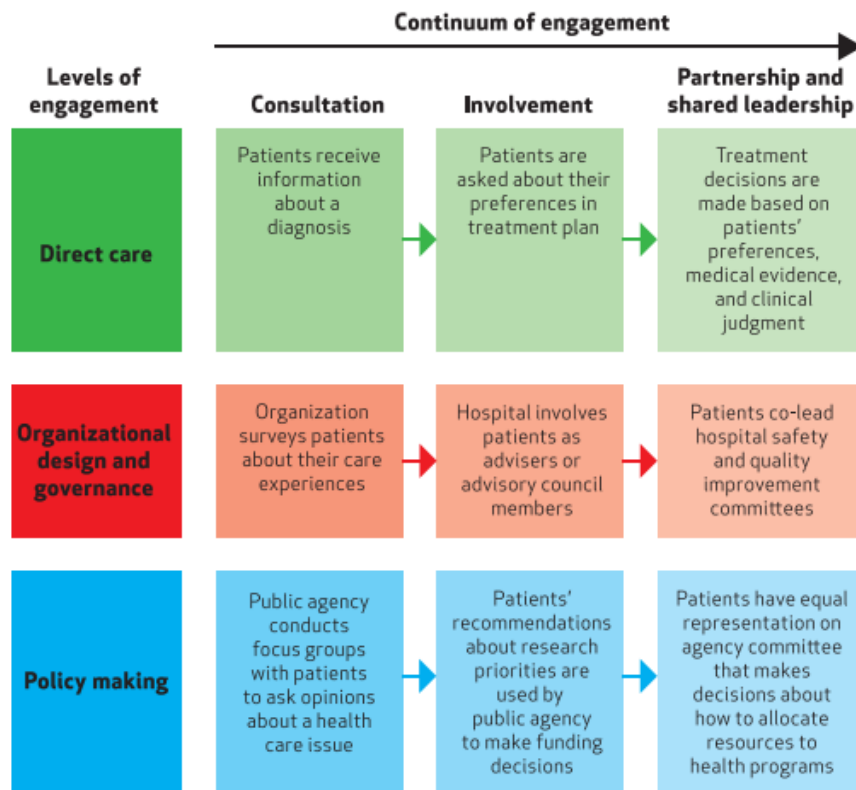 Continuum of engagement
Levels of
engagement
Consultation
Involvement
Partnership and
shared leadership
Direct care
Patients receive
information
about a
diagnosis
Patients are
asked about their
preferences in
treatment plan
Treatment
decisions are
made based on
patients'
preferences,
medical evidence,
and clinical
judgment
Organizational
design and
governance
Organization
surveys patients
about their care
experiences
Hospital involves
patients as
advisers or
advisory council
members
Patients co-lead
hospital safety
and quality
improvement
committees
Policy making
Public agency
conducts
focus groups
with patients
to ask opinions
about a health
care issue
Patients'
recommendations
about research
priorities are
used by
public agency
to make funding
decisions
Patients have equal
representation on
agency committee
that makes
decisions about
how to allocate
resources to
health programs